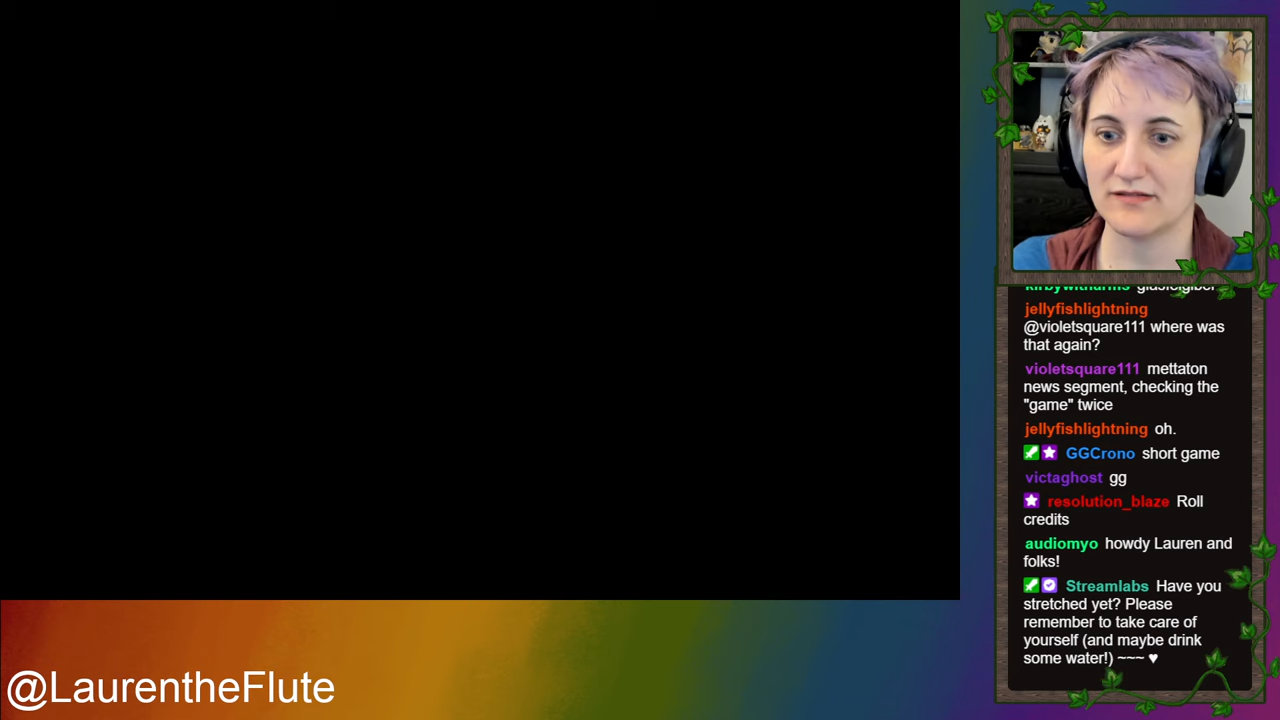 jellyfishlightning
@violetsquare111 where was
that again?
violetsquare111 mettaton
news segment, checking the
"game" twice
jellyfishlightning oh.
GGCrono short game
victaghost gg
resolution_blaze Roll
credits
audiomyo howdy Lauren and
folks!
Streamlabs Have you
stretched yet? Please
remember to take care of
yourself (and maybe drink
some water!) ~~~ ♥
@LaurentheFlute